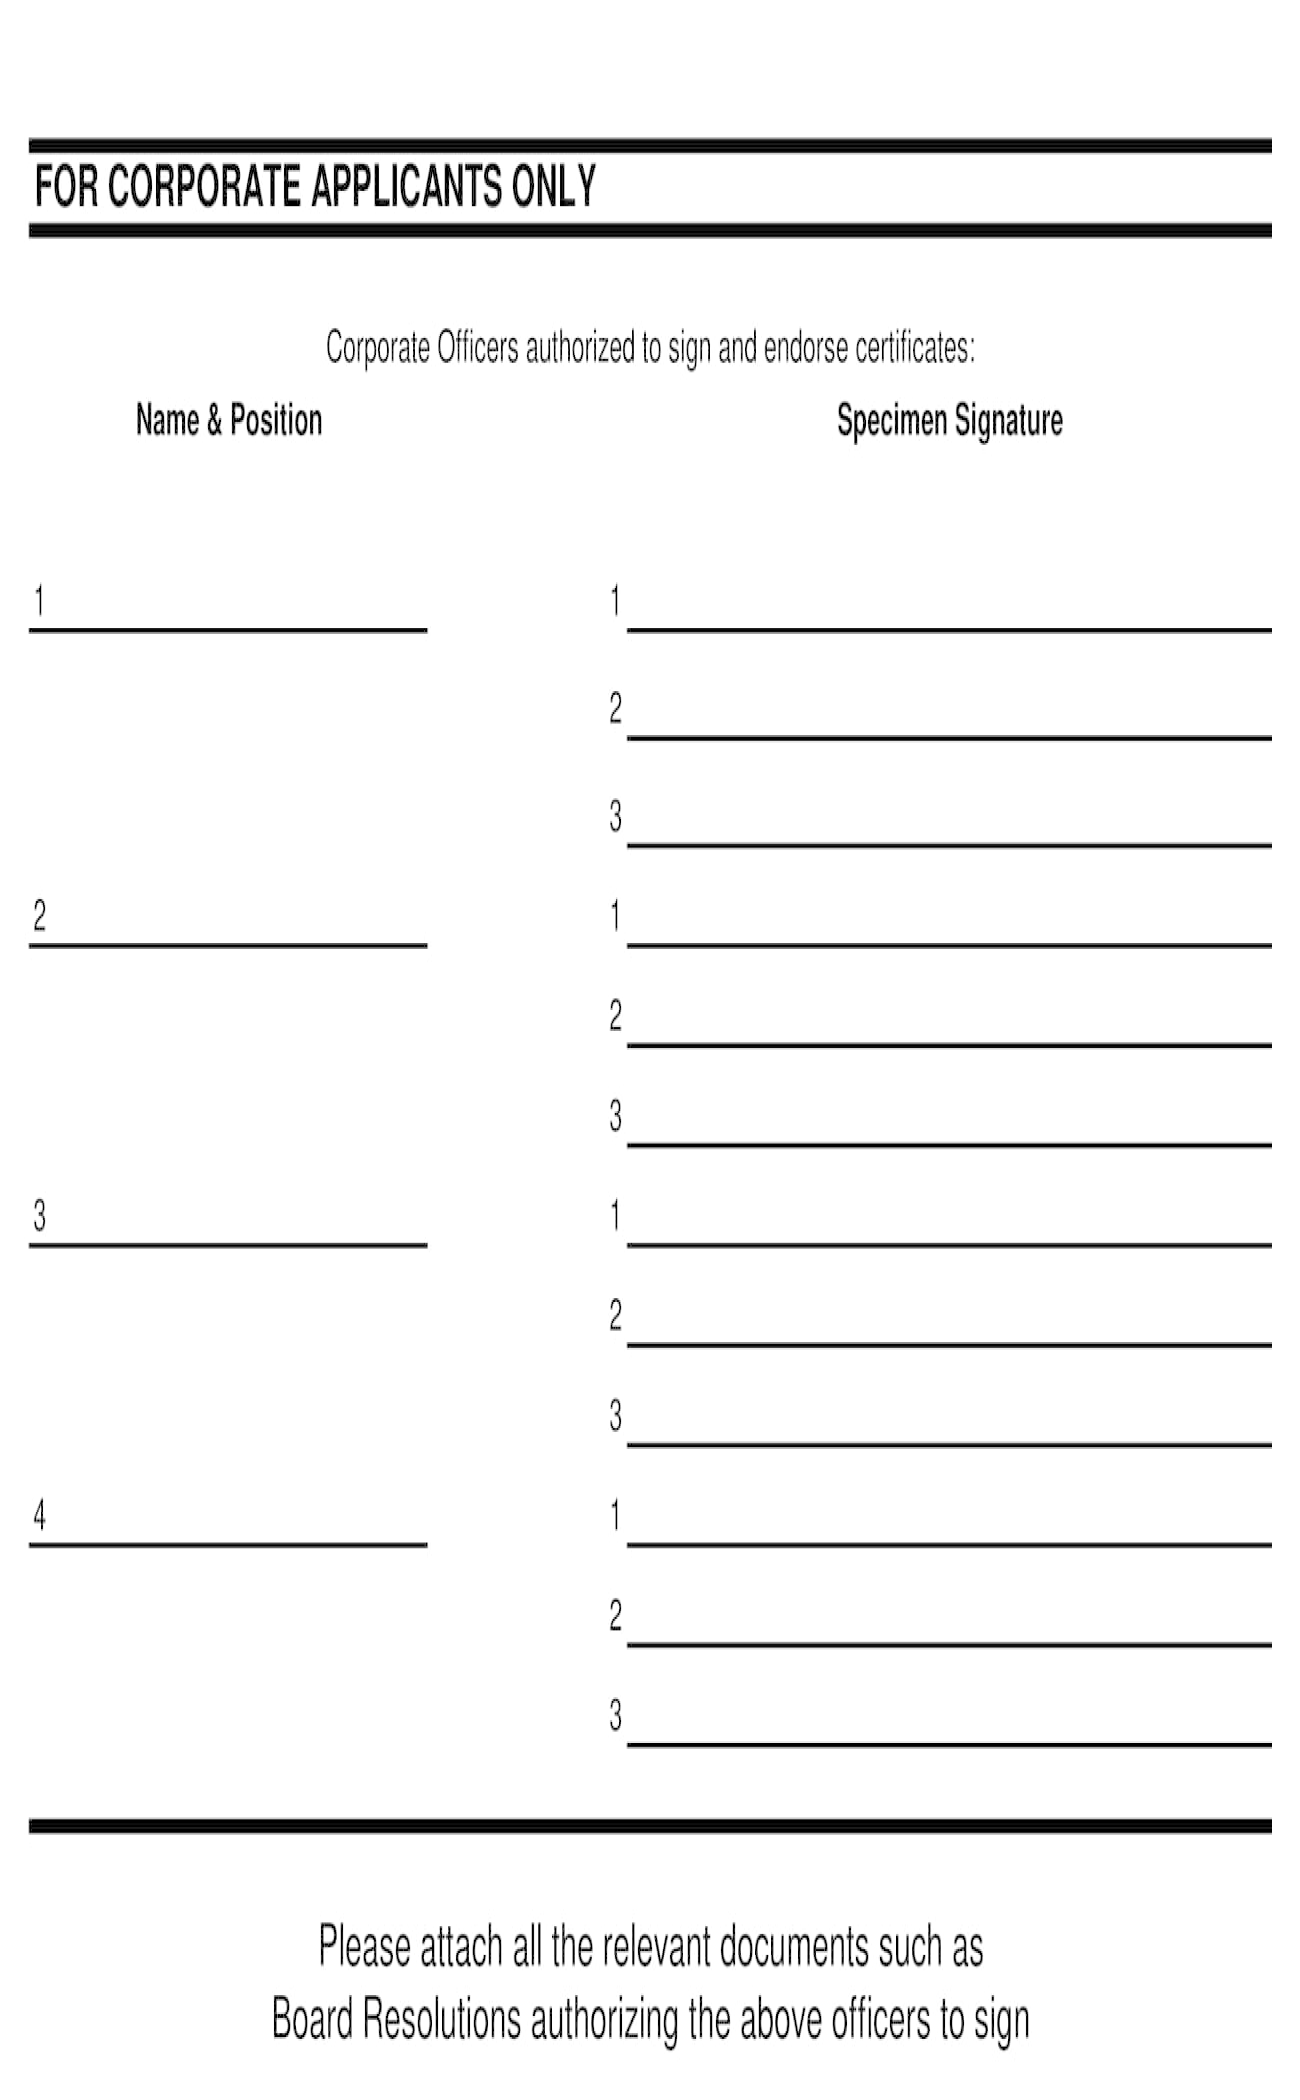 FOR CORPORATE APPLICANTS ONLY
Corporate Officers authorized to sign and endorse certificates:
Name & Position Specimen Signature
1 1
2
3
2 1
2
3
3 1
2
3
4 1
2
3
Please attach all the relevant documents such as
Board Resolutions authorizing the above officers to sign